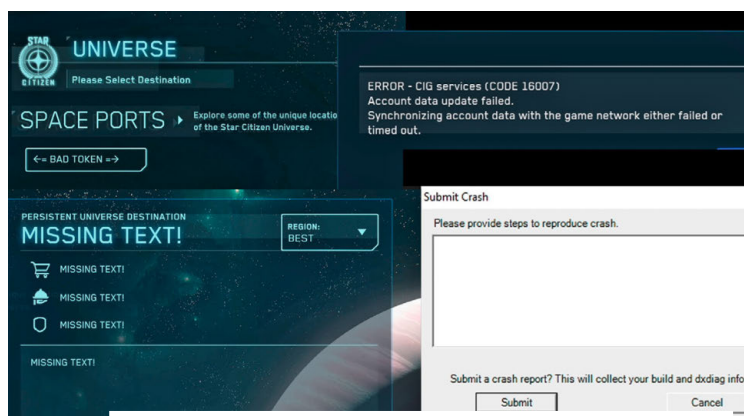 STAR
CITIZEN
UNIVERSE
Please Select Destination
SPACE PORTS
Explore some of the unique locatio
of the Star Citizen Universe.
<= BAD TOKEN =>
ERROR - CIG services (CODE 16007)
Account data update failed.
Synchronizing account data with the game network either failed or
timed out.
PERSISTENT UNIVERSE DESTINATION
MISSING TEXT!
REGION:
BEST
MISSING TEXT!
MISSING TEXT!
MISSING TEXT!
MISSING TEXT!
Submit Crash
Please provide steps to reproduce crash.
Submit a crash report? This will collect your build and dxdiag info
Submit
Cancel